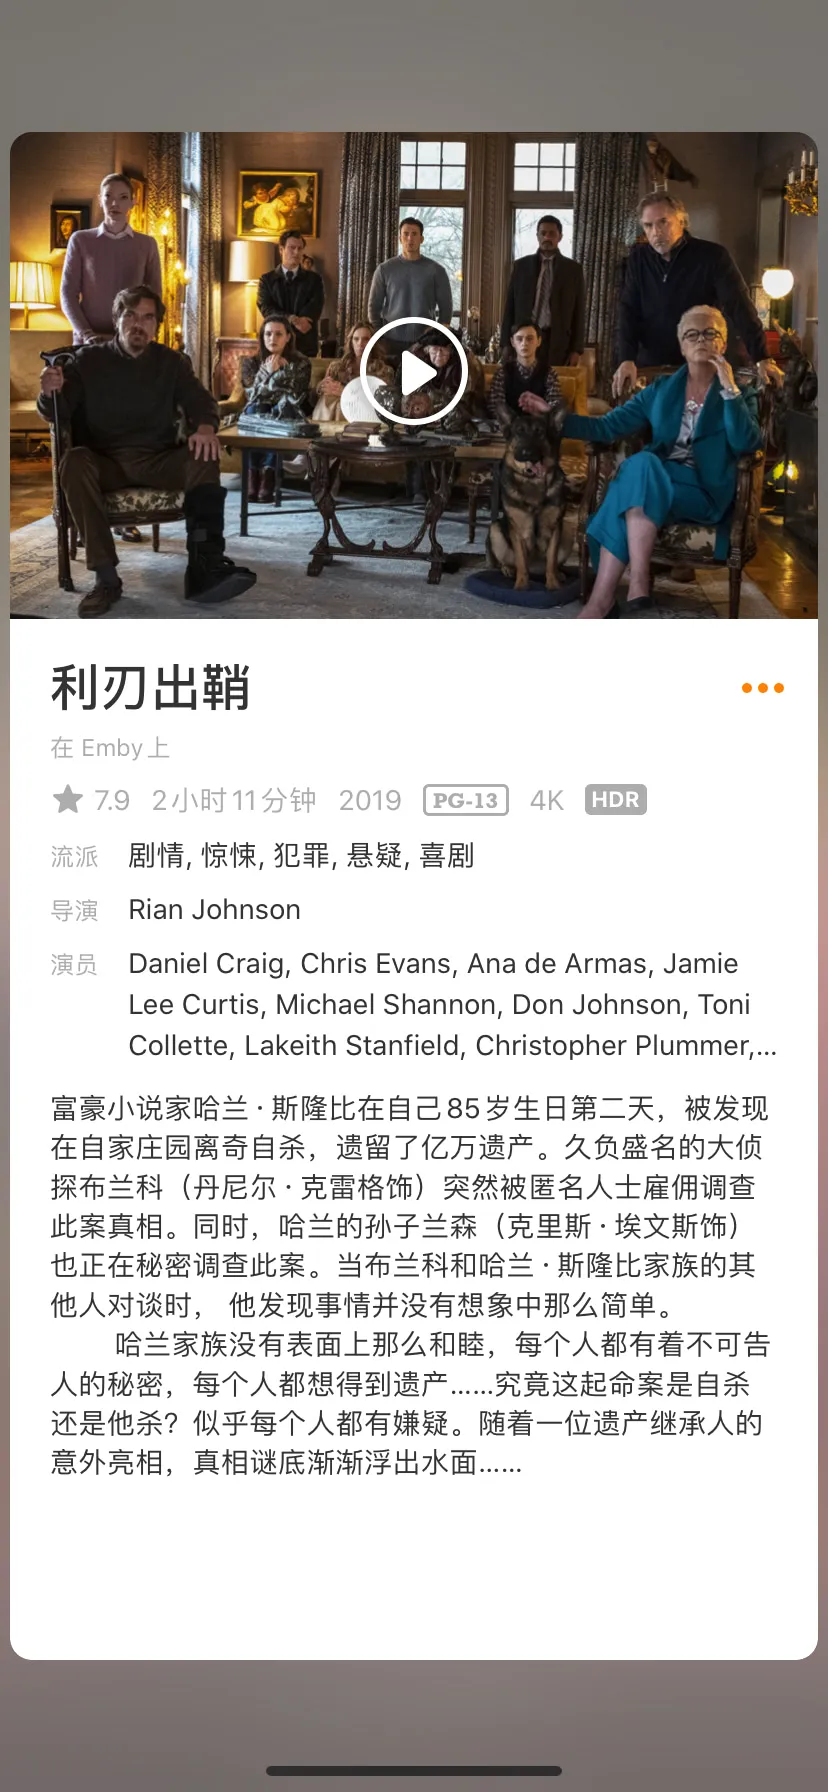 利刃出鞘
在 Emby 上
7.9 2小时11分钟 2019 PG-13 4K HDR
流派 剧情, 惊悚, 犯罪, 悬疑, 喜剧
导演 Rian Johnson
演员 Daniel Craig, Chris Evans, Ana de Armas, Jamie
Lee Curtis, Michael Shannon, Don Johnson, Toni
Collette, Lakeith Stanfield, Christopher Plummer,...
富豪小说家哈兰·斯隆比在自己85岁生日第二天，被发现
在自家庄园离奇自杀，遗留了亿万遗产。久负盛名的大侦
探布兰科（丹尼尔·克雷格饰）突然被匿名人士雇佣调查
此案真相。同时，哈兰的孙子兰森（克里斯·埃文斯饰）
也正在秘密调查此案。当布兰科和哈兰·斯隆比家族的其
他人对谈时， 他发现事情并没有想象中那么简单。
哈兰家族没有表面上那么和睦，每个人都有着不可告
人的秘密，每个人都想得到遗产……究竟这起命案是自杀
还是他杀？似乎每个人都有嫌疑。随着一位遗产继承人的
意外亮相，真相谜底渐渐浮出水面……